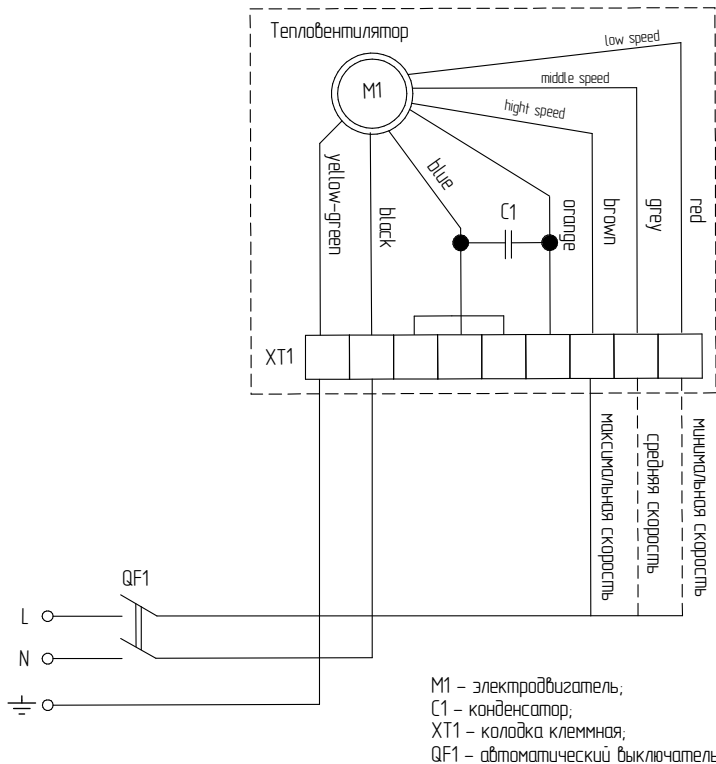 Тепловентилятор
M1
low speed
middle speed
hight speed
yellow-green
black
blue
C1
orange
brown
grey
red
XT1
максимальная скорость
средняя скорость
минимальная скорость
QF1
L
N
M1 – электродвигатель;
C1 – конденсатор;
XT1 – колодка клеммная;
QF1 – автоматический выключатель